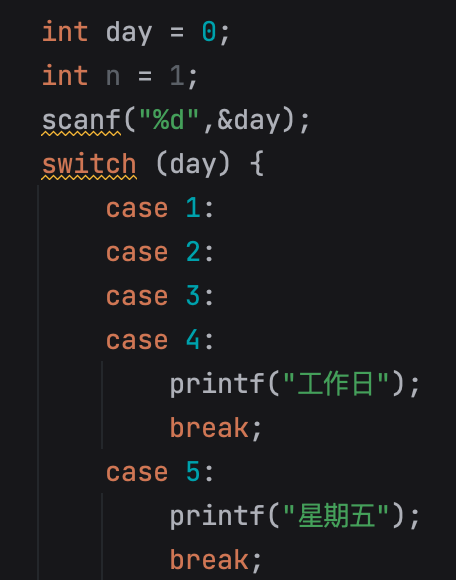 int day = 0;
int n = 1;
scanf("%d",&day);
switch (day) {
case 1:
case 2:
case 3:
case 4:
printf("工作日");
break;
case 5:
printf("星期五");
break;